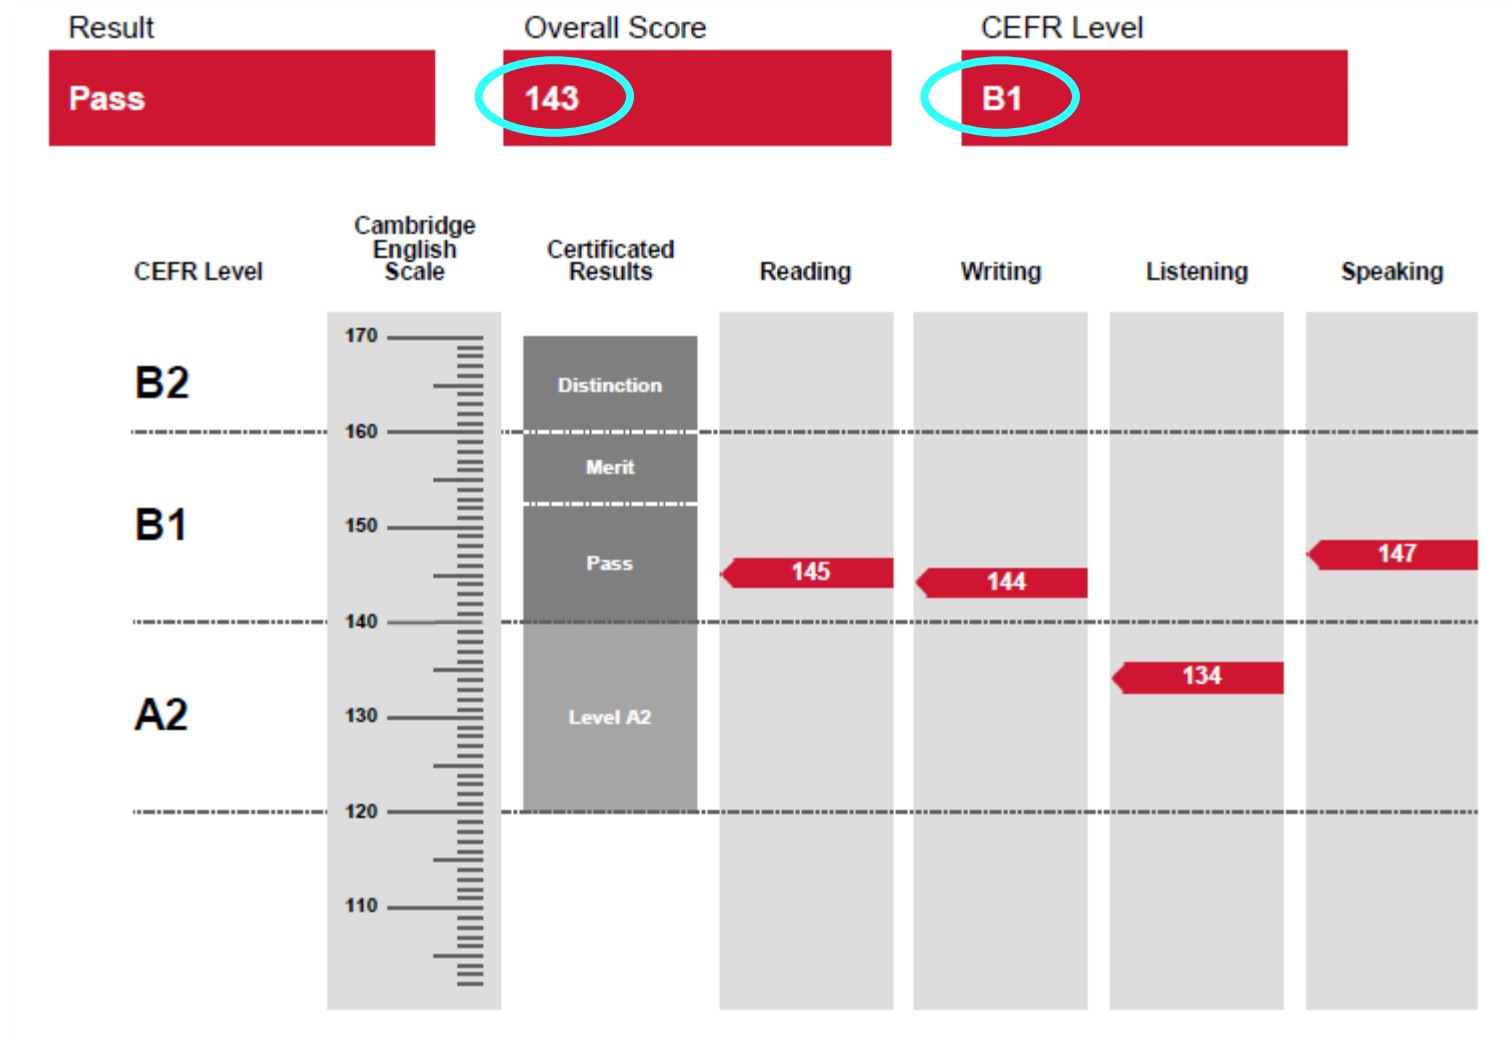 Result
Overall Score
CEFR Level
Pass
143
B1
CEFR Level
Cambridge
English
Scale
Certificated
Results
Reading
Writing
Listening
Speaking
170
B2
Distinction
160
Merit
B1
150
Pass
145
144
147
140
134
A2
130
Level A2
120
110